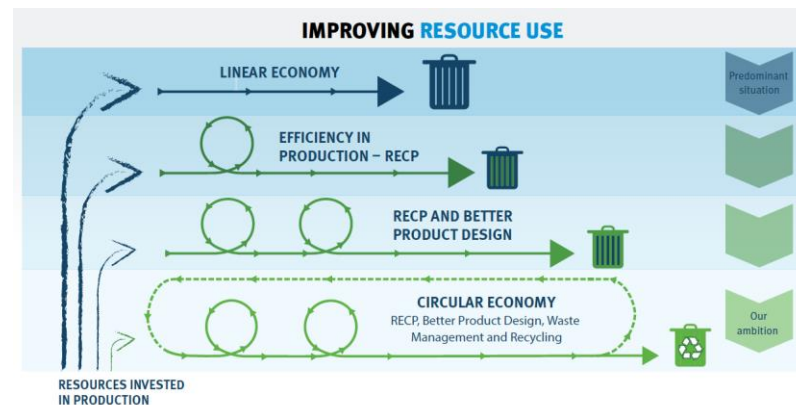 IMPROVING RESOURCE USE
LINEAR ECONOMY
Predominant
situation
EFFICIENCY IN
PRODUCTION – RECP
RECP AND BETTER
PRODUCT DESIGN
CIRCULAR ECONOMY
RECP, Better Product Design, Waste
Management and Recycling
Our
ambition
RESOURCES INVESTED
IN PRODUCTION